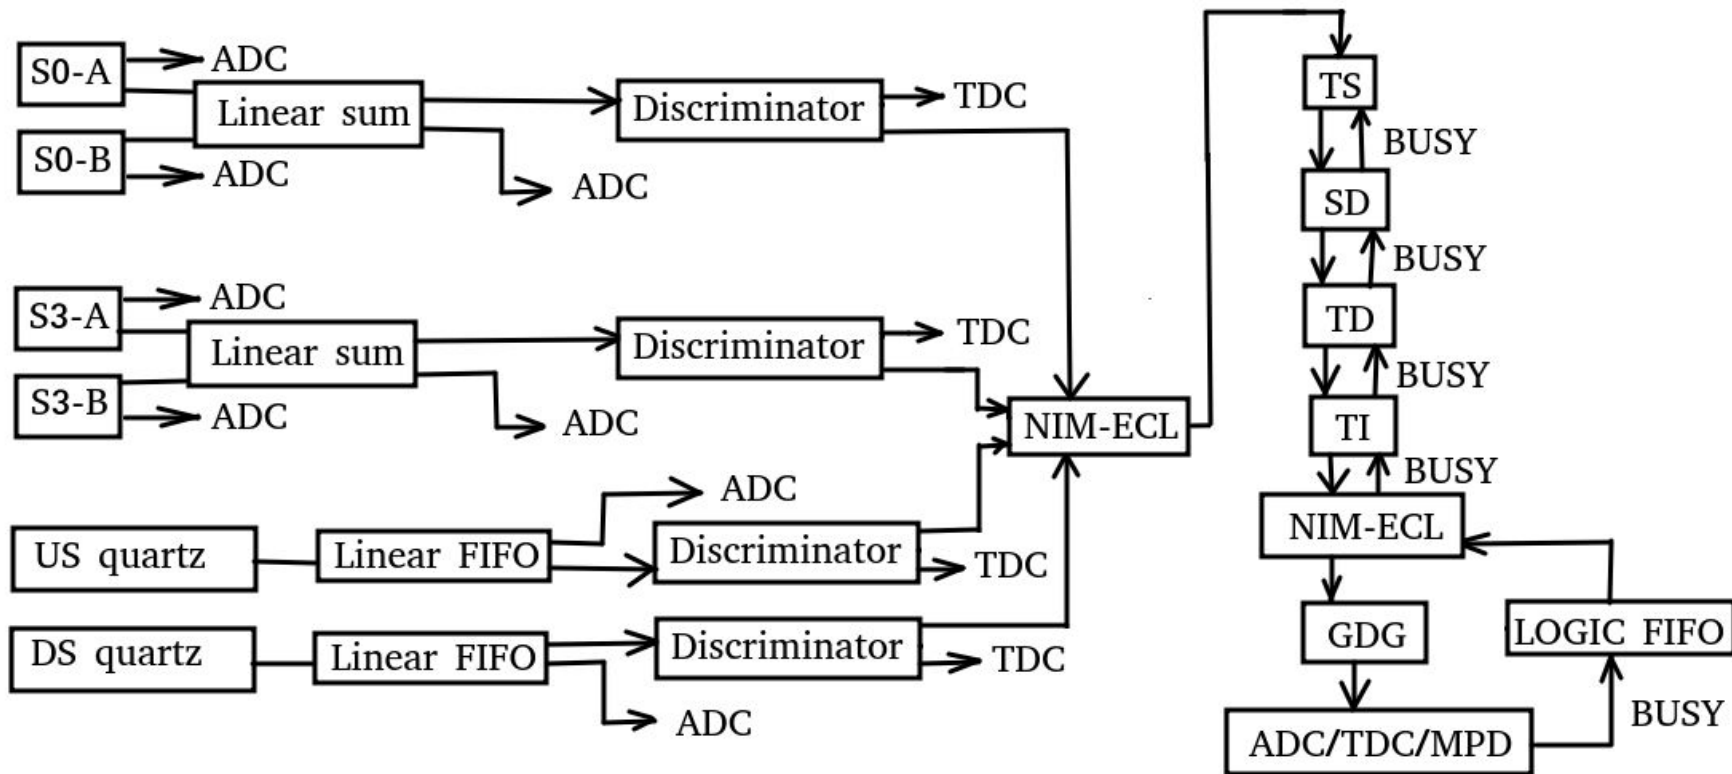 S0-A
ADC
Linear sum
S0-B
ADC
ADC
Discriminator
TDC
S3-A
ADC
Linear sum
S3-B
ADC
ADC
Discriminator
TDC
US quartz
Linear FIFO
ADC
Discriminator
TDC
DS quartz
Linear FIFO
ADC
Discriminator
TDC
NIM-ECL
TS
BUSY
SD
BUSY
TD
BUSY
TI
BUSY
NIM-ECL
GDG
LOGIC FIFO
BUSY
ADC/TDC/MPD